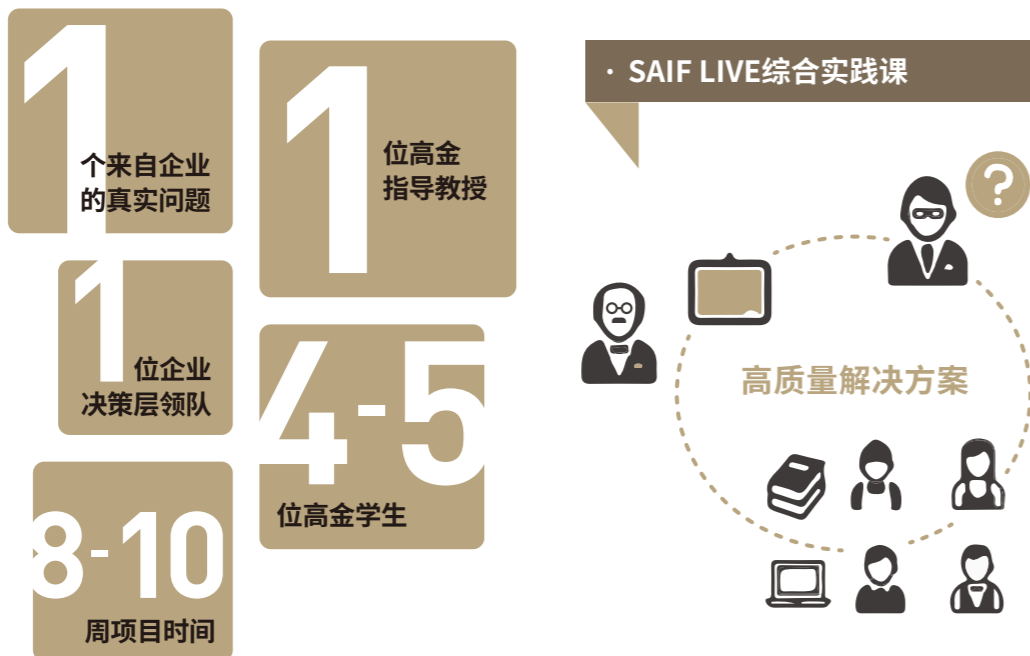 1
个来自企业
的真实问题
1
位高金
指导教授
1
位企业
决策层领队
4-5
位高金学生
8-10
周项目时间
· SAIF LIVE综合实践课
?
高质量解决方案